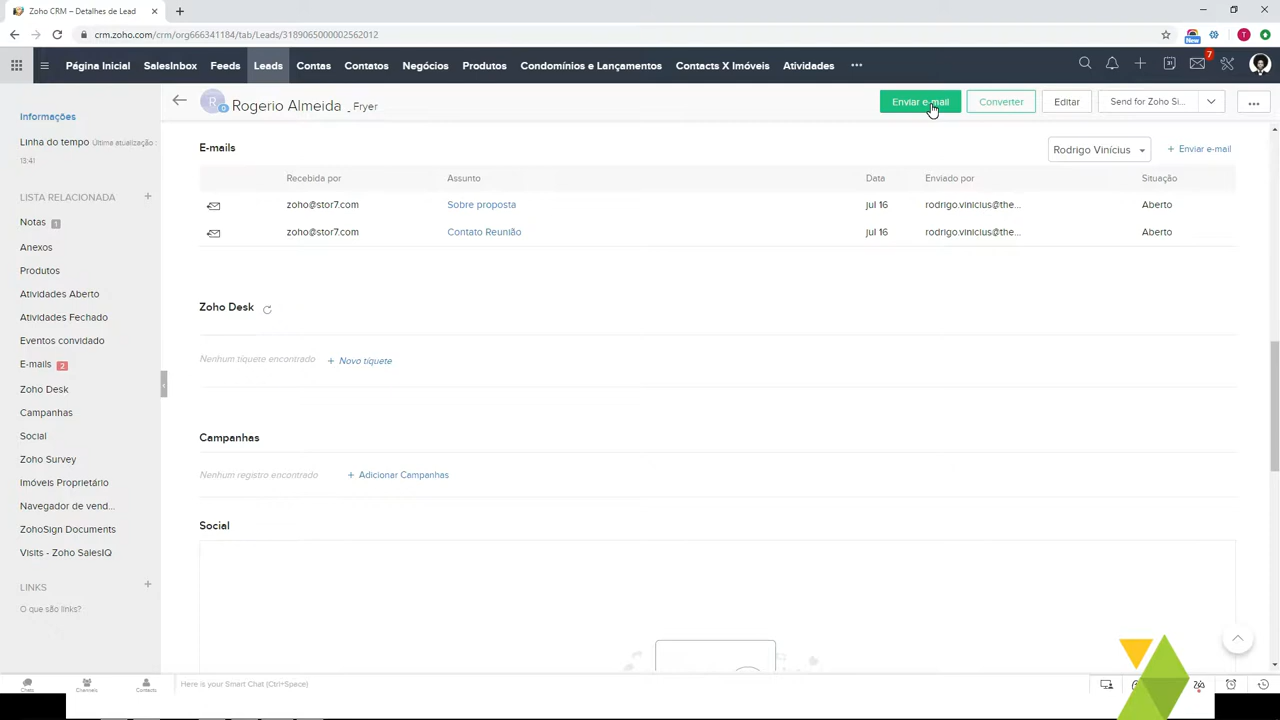 Zoho CRM – Detalhes de Lead
crm.zoho.com/crm/org666341184/tab/Leads/3189065000002562012
New
T
Página Inicial SalesInbox Feeds Leads Contas Contatos Negócios Produtos Condomínios e Lançamentos Contacts X Imóveis Atividades
7
R
Rogerio Almeida _ Fryer
Enviar e-mail Converter Editar Send for Zoho Si...
Informações
Linha do tempo Última atualização :
13:41
LISTA RELACIONADA
Notas 1
Anexos
Produtos
Atividades Aberto
Atividades Fechado
Eventos convidado
E-mails 2
Zoho Desk
Campanhas
Social
Zoho Survey
Imóveis Proprietário
Navegador de vend...
ZohoSign Documents
Visits - Zoho SalesIQ
LINKS
O que são links?
E-mails
Rodrigo Vinícius
+ Enviar e-mail
Recebida por Assunto Data Enviado por Situação
zoho@stor7.com Sobre proposta jul 16 rodrigo.vinicius@the... Aberto
zoho@stor7.com Contato Reunião jul 16 rodrigo.vinicius@the... Aberto
Zoho Desk
Nenhum tíquete encontrado + Novo tíquete
Campanhas
Nenhum registro encontrado + Adicionar Campanhas
Social
Chats Channels Contacts
Here is your Smart Chat (Ctrl+Space)